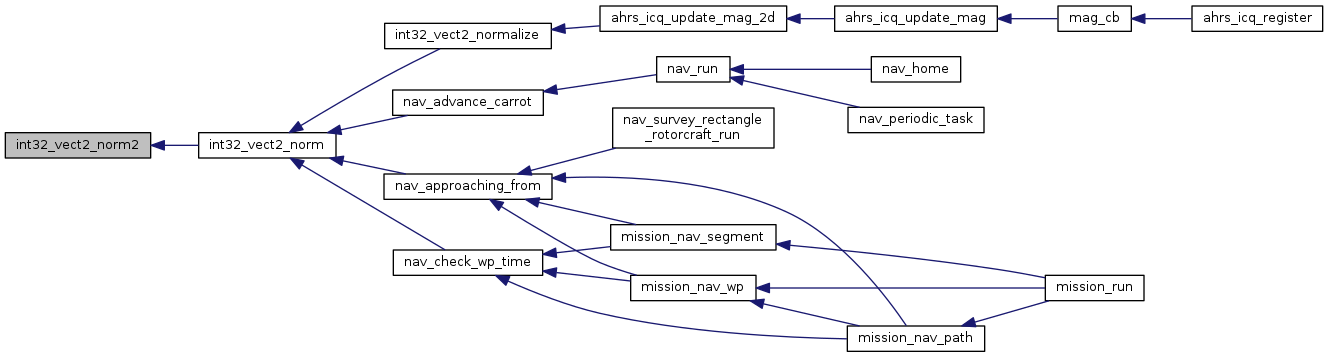 ahrs_icq_update_mag_2d
ahrs_icq_update_mag
mag_cb
ahrs_icq_register
int32_vect2_normalize
nav_run
nav_home
nav_advance_carrot
nav_survey_rectangle
_rotorcraft_run
nav_periodic_task
int32_vect2_norm2
int32_vect2_norm
nav_approaching_from
mission_nav_segment
nav_check_wp_time
mission_nav_wp
mission_run
mission_nav_path